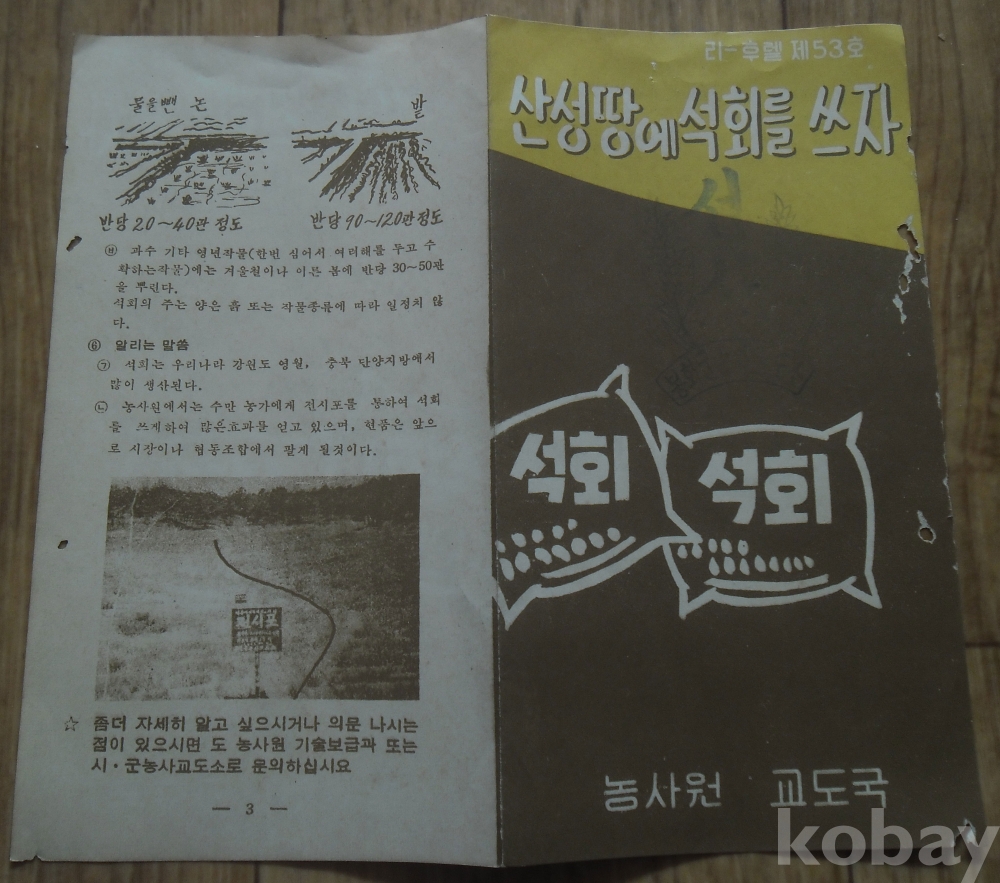 물을뺀 논
밭
반당 20~40관 정도
반당 90~120관 정도
㉥ 과수 기타 영년작물(한번 심어서 여러해를 두고 수
확하는작물)에는 겨울철이나 이른 봄에 반당 30~50관
을 뿌린다.
석회의 주는 양은 흙 또는 작물종류에 따라 일정치 않
다.
⑥ 알리는 말씀
㉠ 석회는 우리나라 강원도 영월, 충북 단양지방에서
많이 생산된다.
㉡ 농사원에서는 수만 농가에게 전시포를 통하여 석회
를 쓰게하여 많은효과를 얻고 있으며, 현품은 앞으
로 시장이나 협동조합에서 팔게 될것이다.
전시포
☆ 좀더 자세히 알고 싶으시거나 의문 나시는
점이 있으시면 도 농사원 기술보급과 또는
시·군농사교도소로 문의하십시요
— 3 —
리-후렡 제53호
산성땅에석회를 쓰자
석회
석회
농사원 교도국
kobay